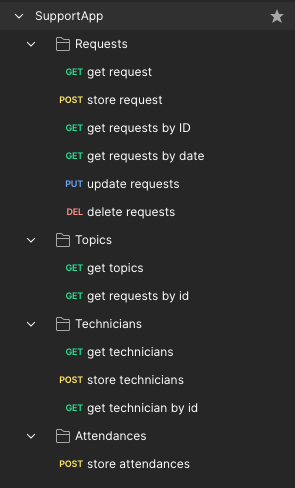 SupportApp
Requests
GET get request
POST store request
GET get requests by ID
GET get requests by date
PUT update requests
DEL delete requests
Topics
GET get topics
GET get requests by id
Technicians
GET get technicians
POST store technicians
GET get technician by id
Attendances
POST store attendances